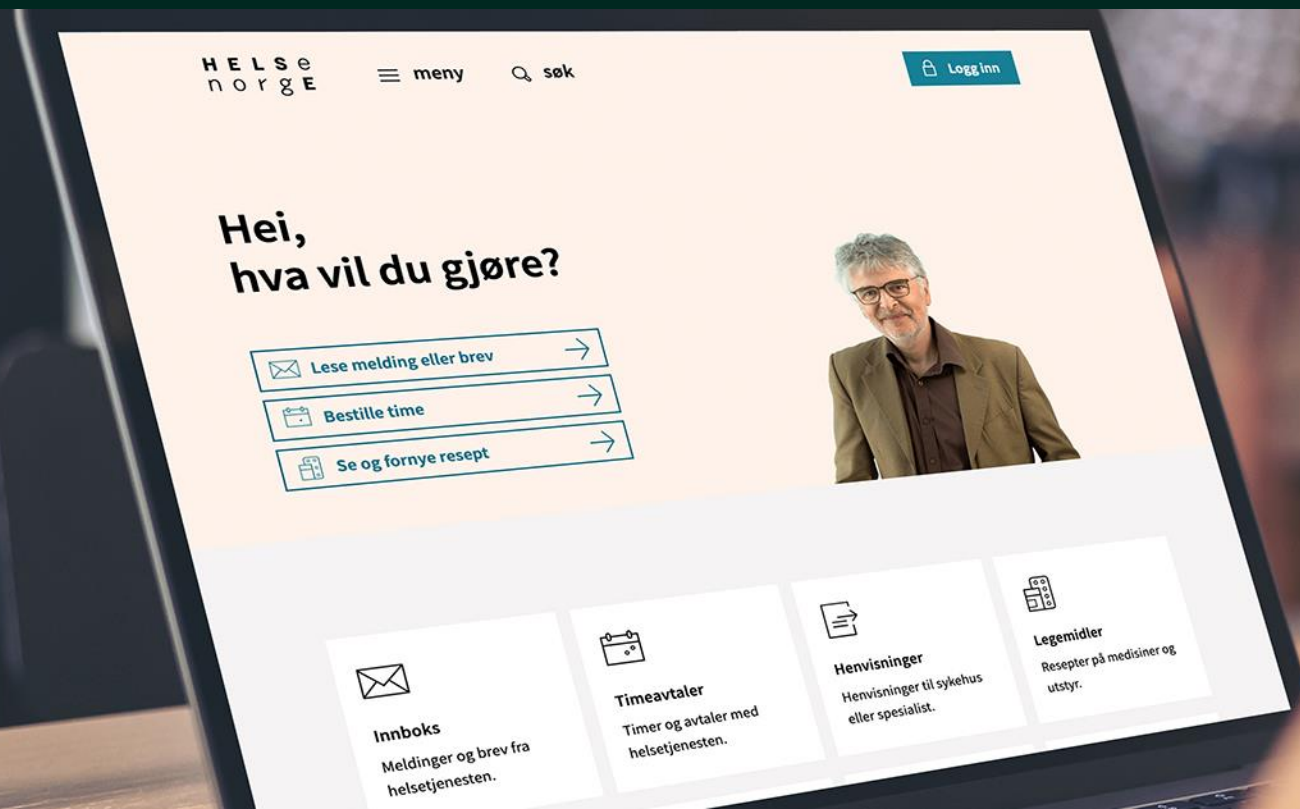 HELSe
norgE
meny
søk
Logg inn
Hei,
hva vil du gjøre?
Lese melding eller brev
Bestille time
Se og fornye resept
Innboks
Meldinger og brev fra
helsetjenesten.
Timeavtaler
Timer og avtaler med
helsetjenesten.
Henvisninger
Henvisninger til sykehus
eller spesialist.
Legemidler
Resepter på medisiner og
utstyr.